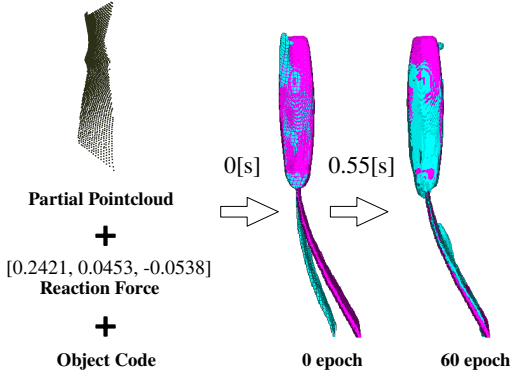 0[s]
0.55[s]
Partial Pointcloud
+
[0.2421, 0.0453, -0.0538]
Reaction Force
+
Object Code
0 epoch
60 epoch